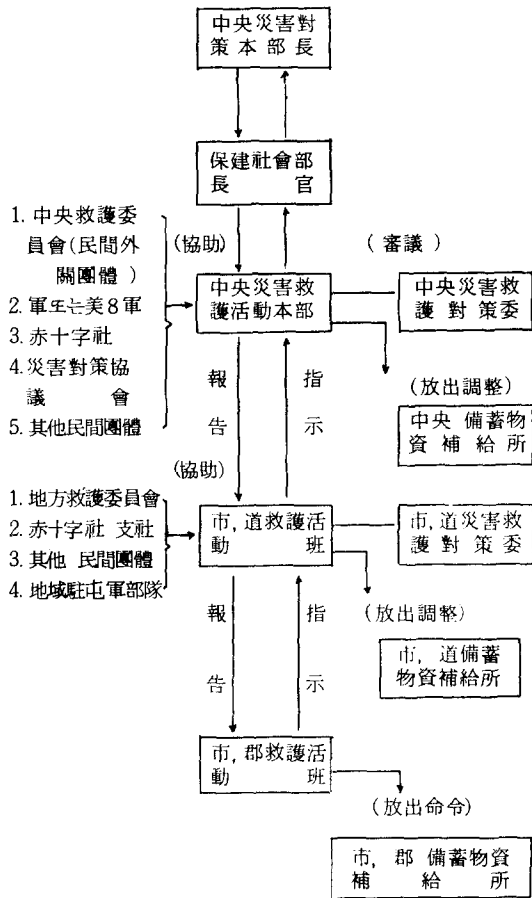 中央災害對
策本部長
保建社會部
長官
1. 中央救護委
員會(民間外
關團體)
2. 軍또는美8軍
3. 赤十字社
4. 災害對策協
議會
5. 其他民間團體
(協助)
(審議)
中央災害救
護活動本部
中央災害救
護對策委
(放出調整)
中央 備蓄物
資補給所
報告
指示
(協助)
1. 地方救護委員會
2. 赤十字社 支社
3. 其他 民間團體
4. 地域駐屯軍部隊
市, 道救護活
動班
市, 道災害救
護對策委
(放出調整)
市, 道備蓄
物資補給所
報告
指示
市, 郡救護活
動班
(放出命令)
市, 郡 備蓄物資
補給所